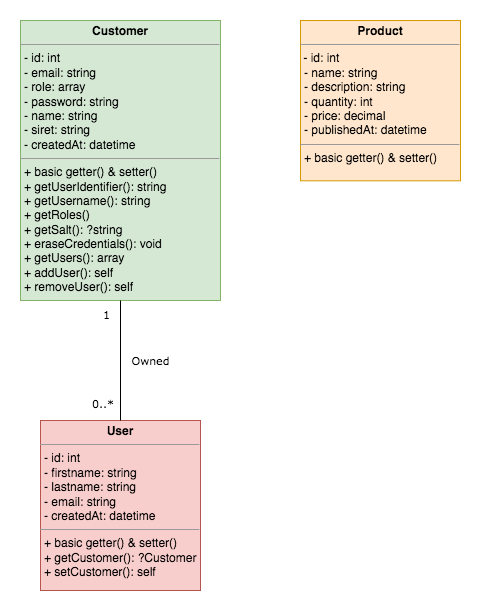 Customer
- id: int
- email: string
- role: array
- password: string
- name: string
- siret: string
- createdAt: datetime
+ basic getter() & setter()
+ getUserIdentifier(): string
+ getUsername(): string
+ getRoles()
+ getSalt(): ?string
+ eraseCredentials(): void
+ getUsers(): array
+ addUser(): self
+ removeUser(): self
Product
- id: int
- name: string
- description: string
- quantity: int
- price: decimal
- publishedAt: datetime
+ basic getter() & setter()
1
Owned
0..*
User
- id: int
- firstname: string
- lastname: string
- email: string
- createdAt: datetime
+ basic getter() & setter()
+ getCustomer(): ?Customer
+ setCustomer(): self